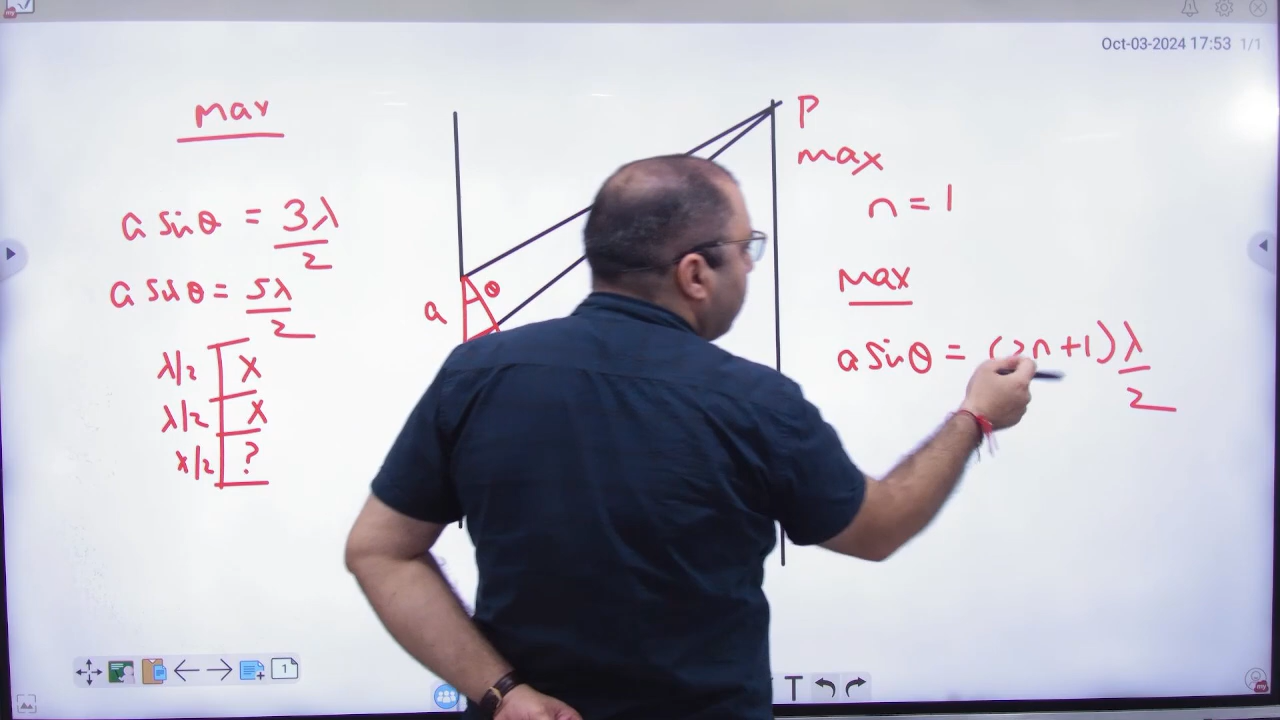 Oct-03-2024 17:53 1/1
max
a sinθ = 3λ/2
a sinθ = 5λ/2
λ/2 x
λ/2 x
λ/2 ?
a θ
P
max
n = 1
max
a sinθ = (2n+1) λ/2
1
T